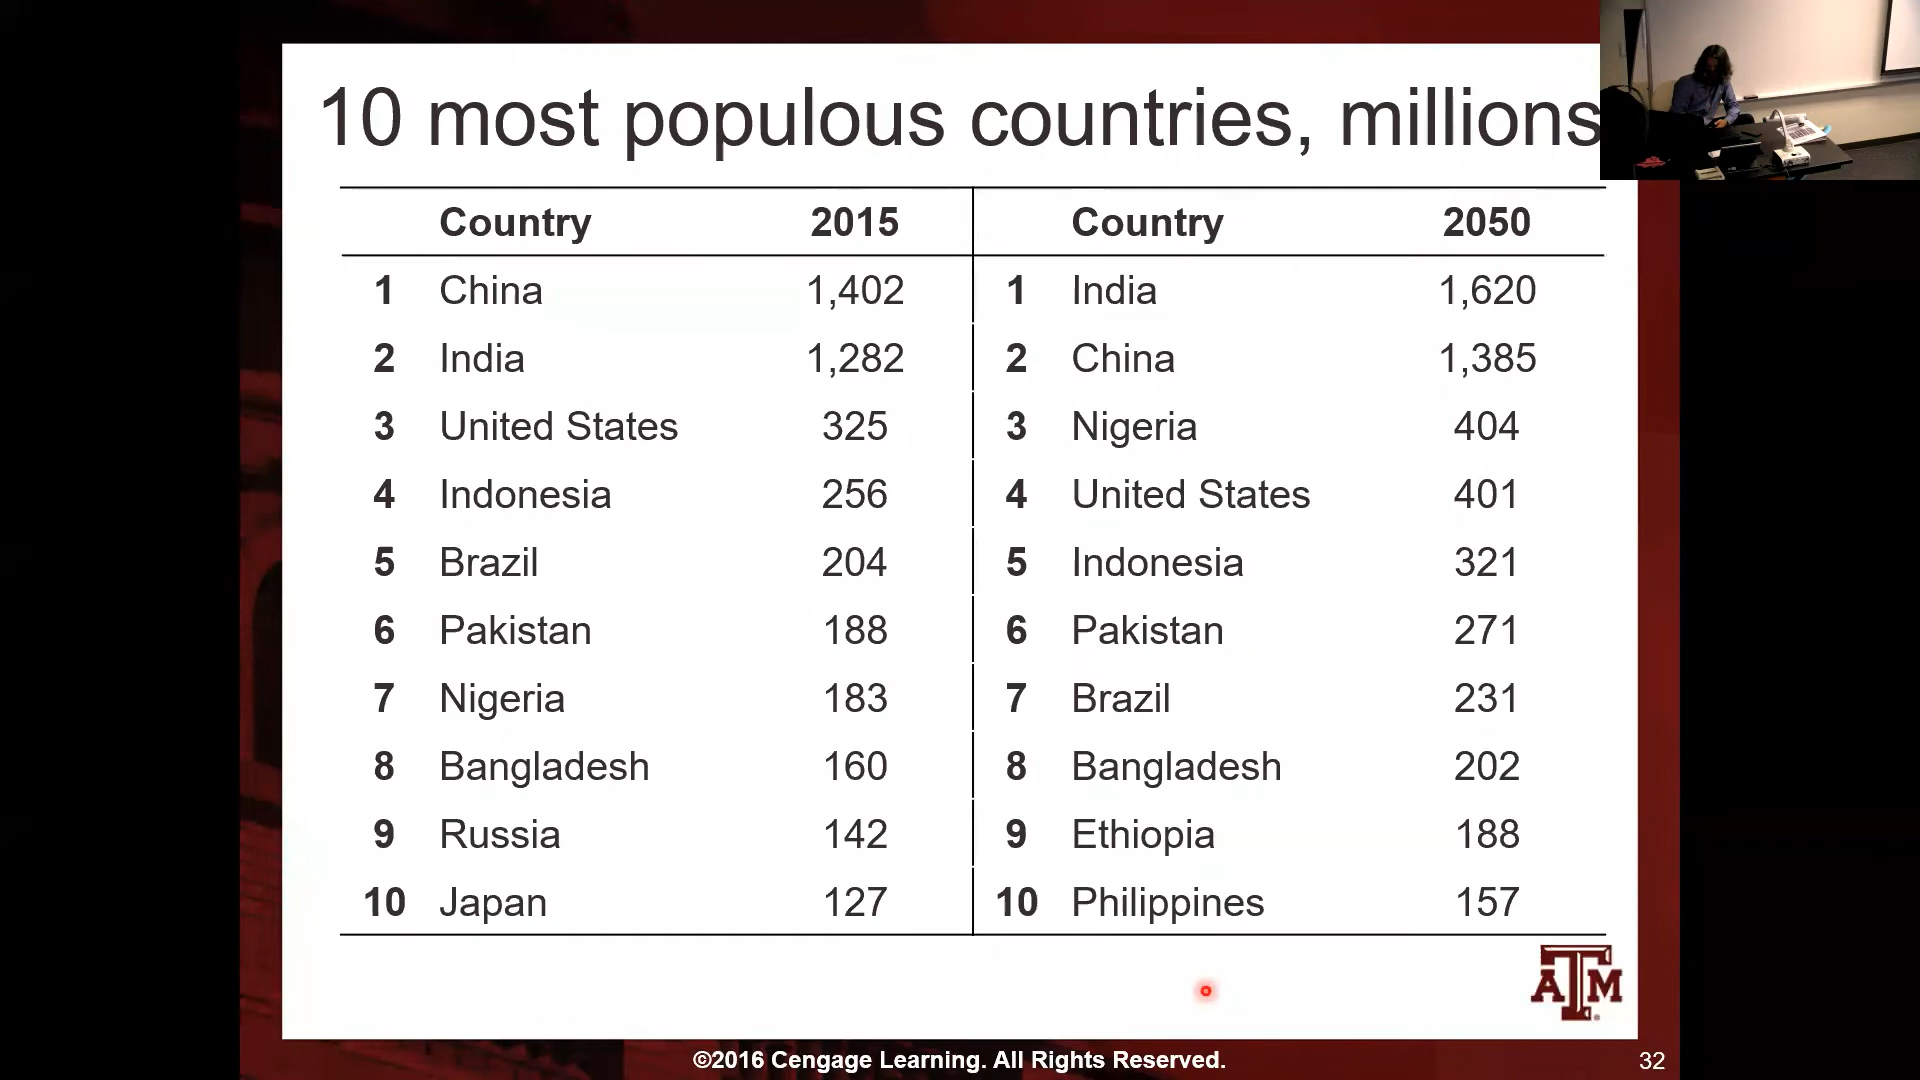 10 most populous countries, millions
Country 2015 Country 2050
1 China 1,402 1 India 1,620
2 India 1,282 2 China 1,385
3 United States 325 3 Nigeria 404
4 Indonesia 256 4 United States 401
5 Brazil 204 5 Indonesia 321
6 Pakistan 188 6 Pakistan 271
7 Nigeria 183 7 Brazil 231
8 Bangladesh 160 8 Bangladesh 202
9 Russia 142 9 Ethiopia 188
10 Japan 127 10 Philippines 157
ATM
©2016 Cengage Learning. All Rights Reserved. 32